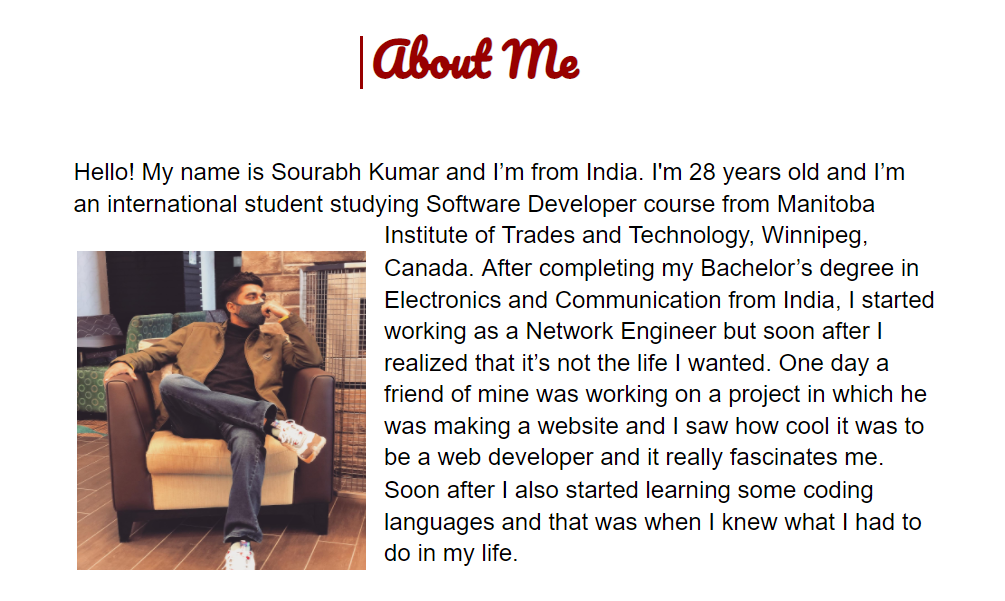 About Me
Hello! My name is Sourabh Kumar and I’m from India. I'm 28 years old and I’m
an international student studying Software Developer course from Manitoba
Institute of Trades and Technology, Winnipeg,
Canada. After completing my Bachelor’s degree in
Electronics and Communication from India, I started
working as a Network Engineer but soon after I
realized that it’s not the life I wanted. One day a
friend of mine was working on a project in which he
was making a website and I saw how cool it was to
be a web developer and it really fascinates me.
Soon after I also started learning some coding
languages and that was when I knew what I had to
do in my life.